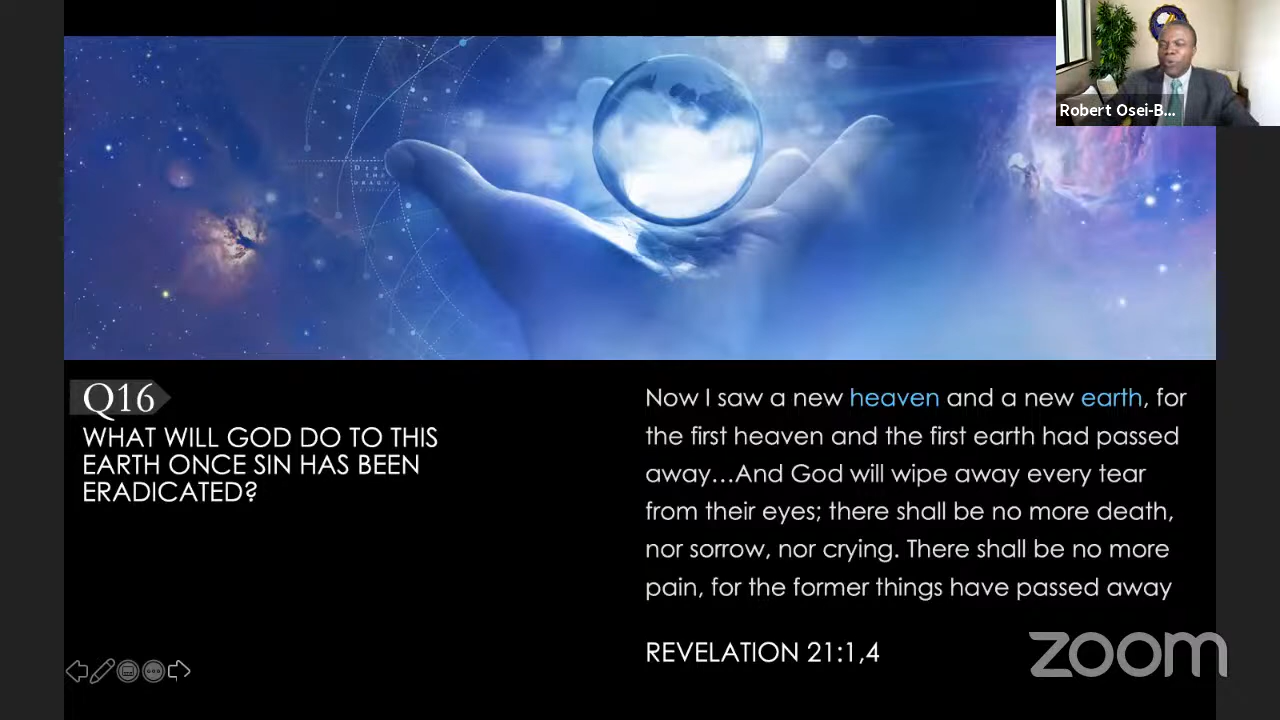 Robert Osei-B...
Q16
WHAT WILL GOD DO TO THIS
EARTH ONCE SIN HAS BEEN
ERADICATED?
Now I saw a new heaven and a new earth, for
the first heaven and the first earth had passed
away...And God will wipe away every tear
from their eyes; there shall be no more death,
nor sorrow, nor crying. There shall be no more
pain, for the former things have passed away
REVELATION 21:1,4
zoom